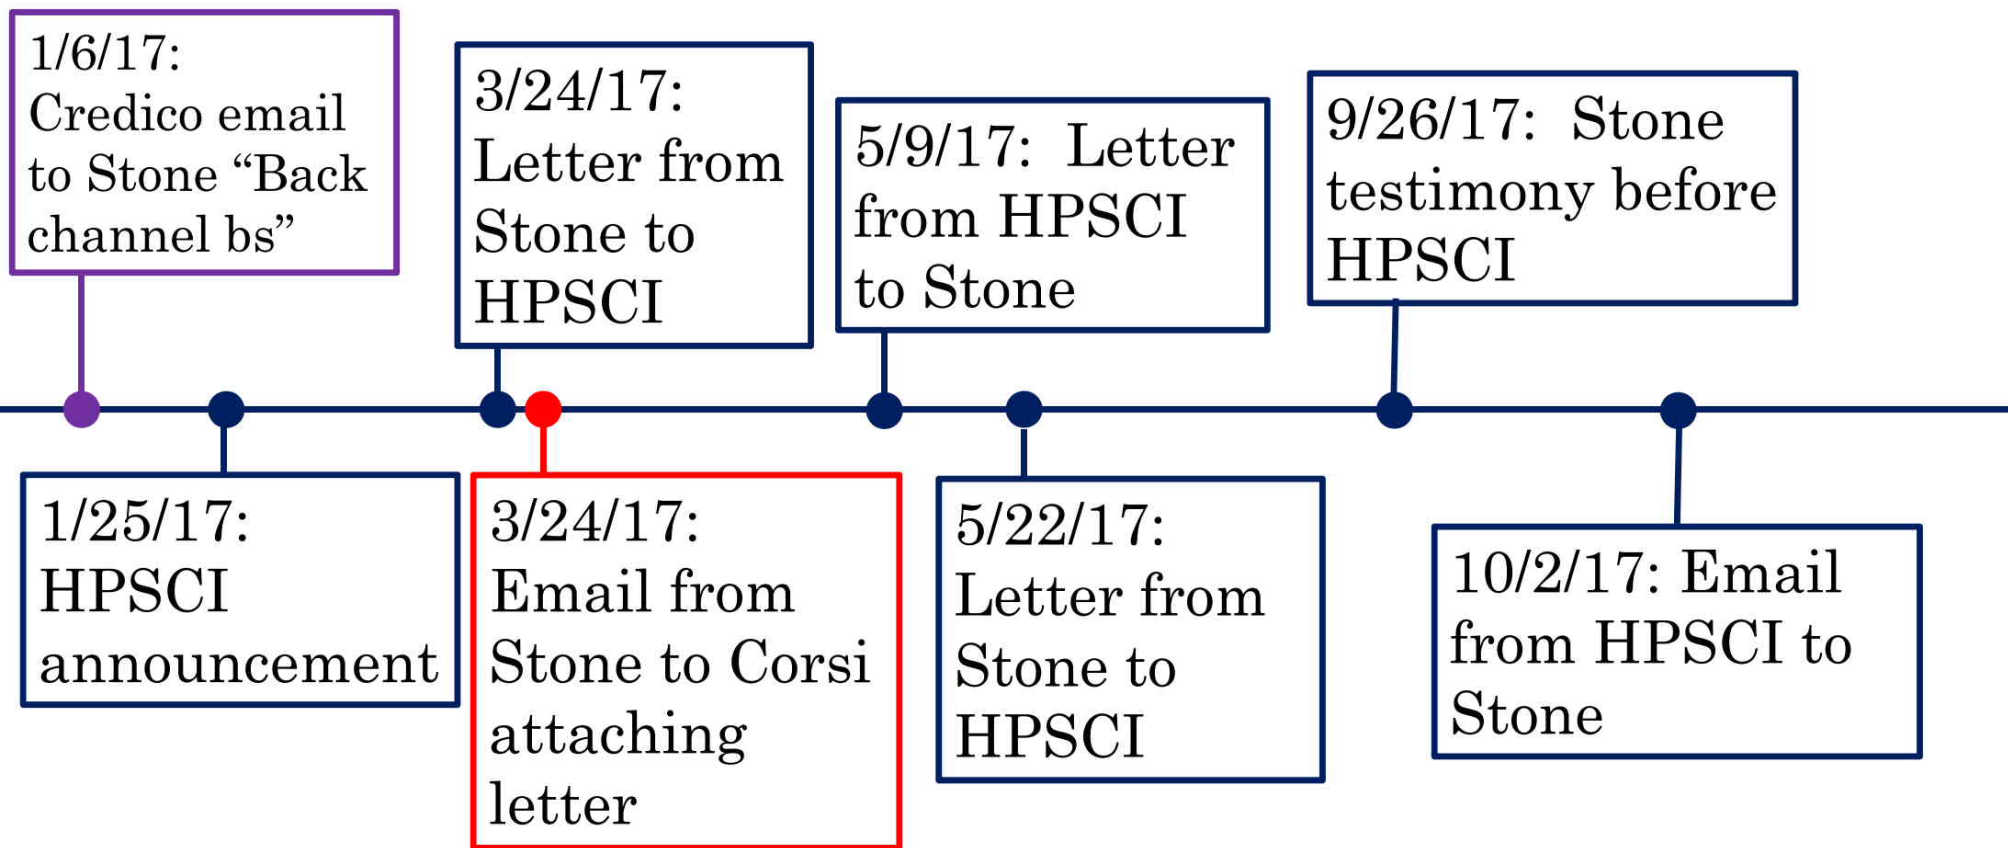 1/6/17:
Credico email
to Stone “Back
channel bs”
1/25/17:
HPSCI
announcement
3/24/17:
Letter from
Stone to
HPSCI
3/24/17:
Email from
Stone to Corsi
attaching
letter
5/9/17:  Letter
from HPSCI
to Stone
5/22/17:
Letter from
Stone to
HPSCI
9/26/17:  Stone
testimony before
HPSCI
10/2/17: Email
from HPSCI to
Stone